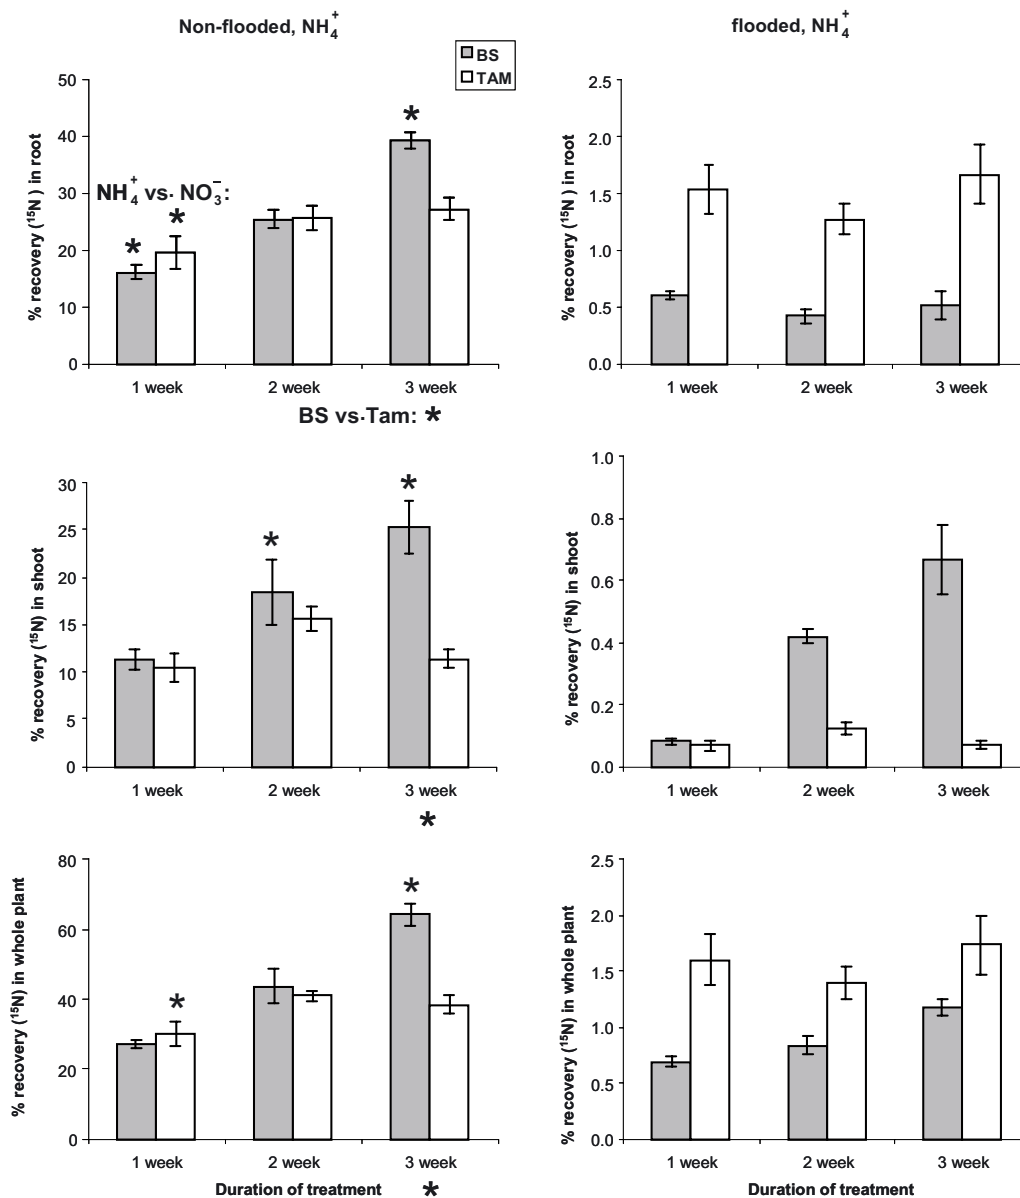 Non-flooded, NH₄⁺
flooded, NH₄⁺
BS
TAM
% recovery (¹⁵N ) in root
50
40
30
20
10
0
NH₄⁺ vs. NO₃⁻:
*
*
*
1 week
2 week
3 week
BS vs.Tam: *
% recovery (¹⁵N) in root
2.5
2.0
1.5
1.0
0.5
0.0
1 week
2 week
3 week
% recovery (¹⁵N) in shoot
30
25
20
15
10
5
0
*
*
1 week
2 week
3 week
*
% recovery (¹⁵N) in shoot
1.0
0.8
0.6
0.4
0.2
0.0
1 week
2 week
3 week
% recovery (¹⁵N) in whole plant
80
60
40
20
0
*
*
1 week
2 week
3 week
Duration of treatment *
% recovery (¹⁵N) in whole plant
2.5
2.0
1.5
1.0
0.5
0.0
1 week
2 week
3 week
Duration of treatment